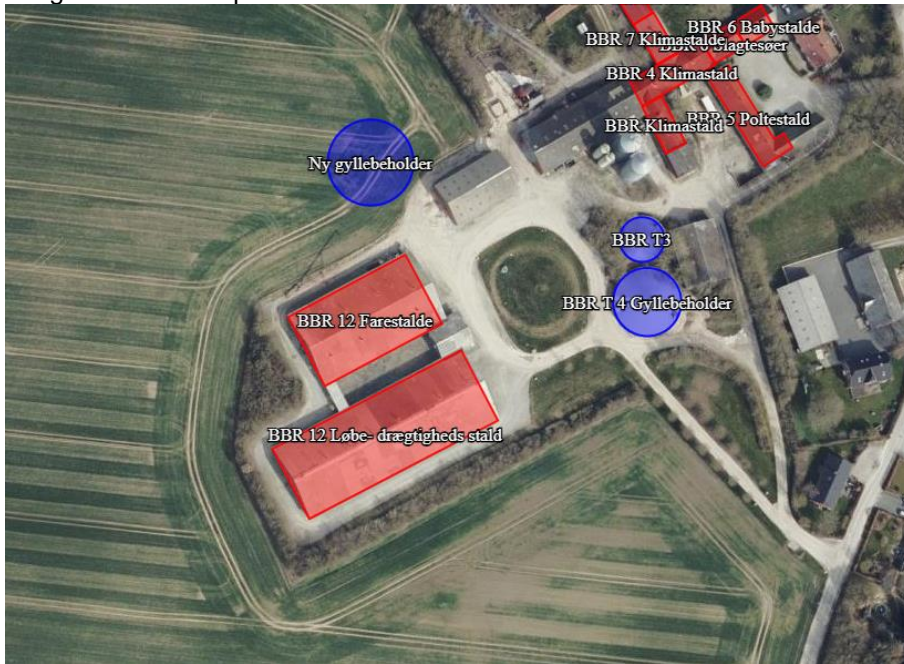 BBR 6 Babystalde
BBR 7 Klimastalde
Slagtesøer
BBR 4 Klimastald
BBR Klimastald
BBR 5 Poltestald
Ny gyllebeholder
BBR T3
BBR T 4 Gyllebeholder
BBR 12 Farestalde
BBR 12 Løbe- drægtigheds stald